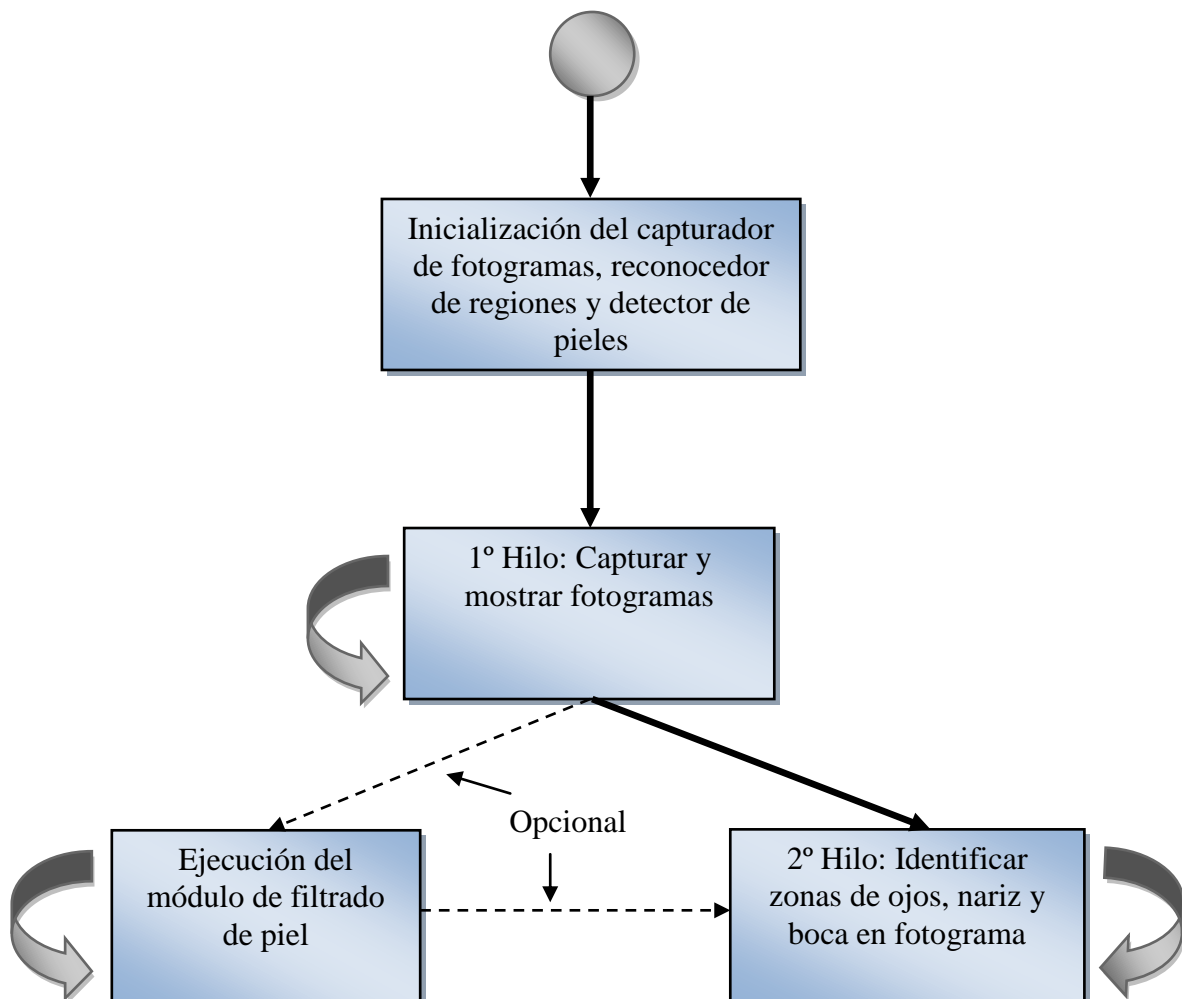 Inicialización del capturador
de fotogramas, reconocedor
de regiones y detector de
pieles
1º Hilo: Capturar y
mostrar fotogramas
Opcional
Ejecución del
módulo de filtrado
de piel
2º Hilo: Identificar
zonas de ojos, nariz y
boca en fotograma